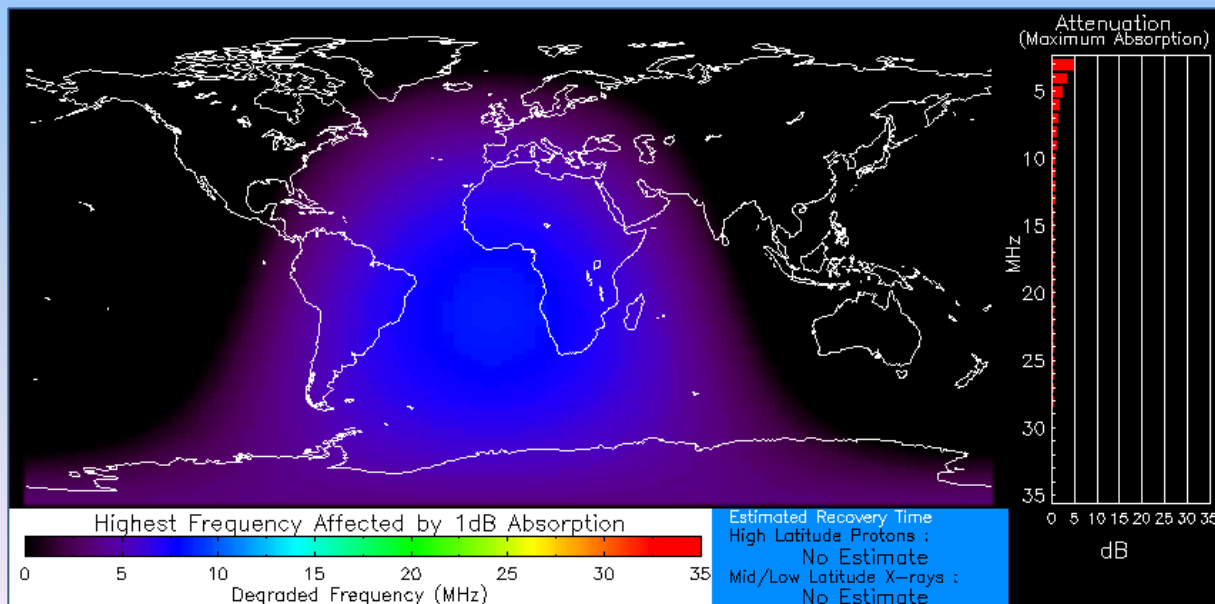 Attenuation
(Maximum Absorption)
5
10
15
20
25
30
35
MHz
0 5 10 15 20 25 30 35
dB
Highest Frequency Affected by 1dB Absorption
0 5 10 15 20 25 30 35
Degraded Frequency (MHz)
Estimated Recovery Time
High Latitude Protons :
No Estimate
Mid/Low Latitude X-rays :
No Estimate